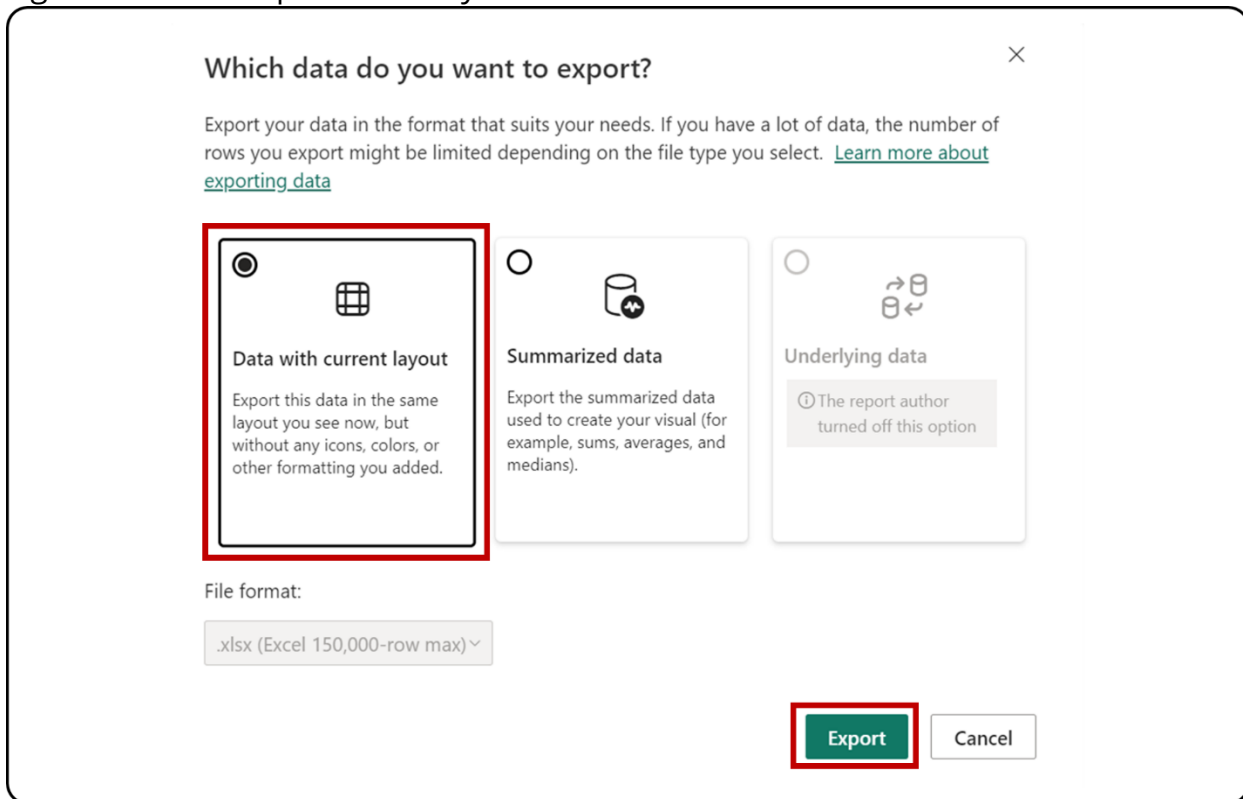 Which data do you want to export?
Export your data in the format that suits your needs. If you have a lot of data, the number of
rows you export might be limited depending on the file type you select. Learn more about
exporting data
Data with current layout
Export this data in the same
layout you see now, but
without any icons, colors, or
other formatting you added.
Summarized data
Export the summarized data
used to create your visual (for
example, sums, averages, and
medians).
Underlying data
The report author
turned off this option
File format:
.xlsx (Excel 150,000-row max)
Export
Cancel